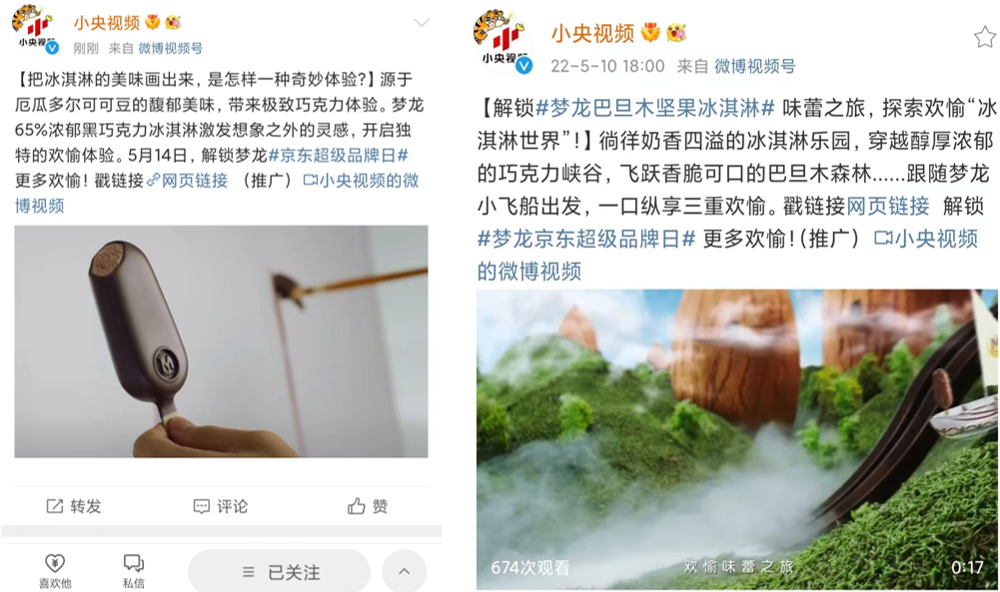 小央视频
小央视频
刚刚 来自 微博视频号
【把冰淇淋的美味画出来，是怎样一种奇妙体验?】源于
厄瓜多尔可可豆的馥郁美味，带来极致巧克力体验。梦龙
65%浓郁黑巧克力冰淇淋激发想象之外的灵感，开启独
特的欢愉体验。5月14日，解锁梦龙#京东超级品牌日#
更多欢愉! 戳链接网页链接 （推广） 小央视频的微
博视频
M
转发 评论 赞
喜欢他 私信 已关注
小央视频
小央视频
22-5-10 18:00 来自 微博视频号
【解锁#梦龙巴旦木坚果冰淇淋# 味蕾之旅，探索欢愉“冰
淇淋世界”!】徜徉奶香四溢的冰淇淋乐园，穿越醇厚浓郁
的巧克力峡谷，飞跃香脆可口的巴旦木森林......跟随梦龙
小飞船出发，一口纵享三重欢愉。戳链接网页链接 解锁
#梦龙京东超级品牌日# 更多欢愉!（推广） 小央视频
的微博视频
674次观看 欢愉味蕾之旅 0:17